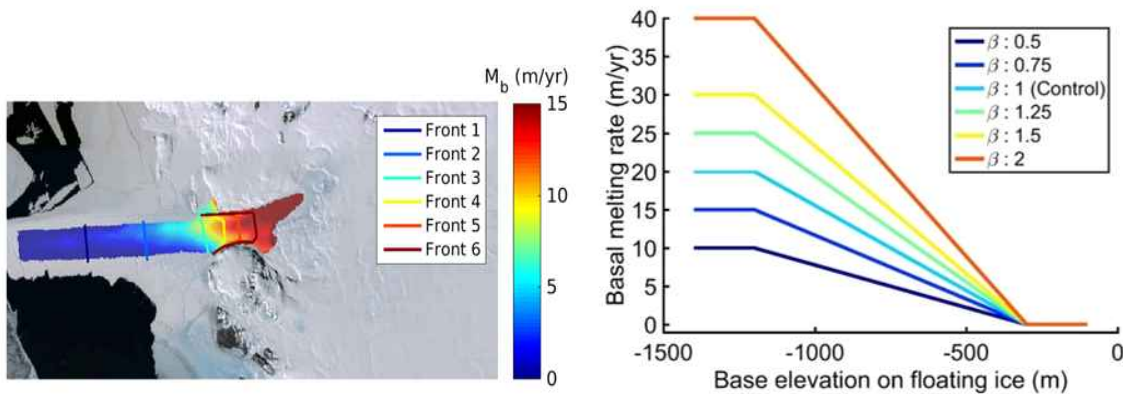 M_b (m/yr)
15
10
5
0
Front 1
Front 2
Front 3
Front 4
Front 5
Front 6
Basal melting rate (m/yr)
40
35
30
25
20
15
10
5
0
β : 0.5
β : 0.75
β : 1 (Control)
β : 1.25
β : 1.5
β : 2
-1500 -1000 -500 0
Base elevation on floating ice (m)